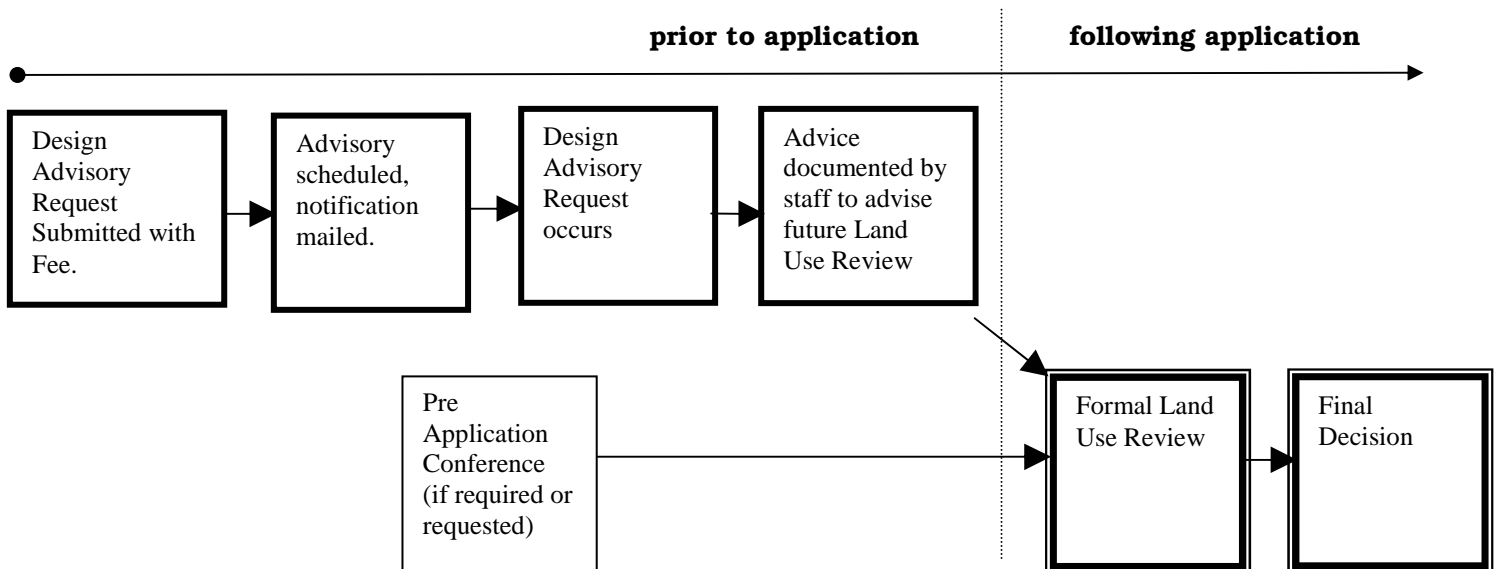 prior to application
following application
Design
Advisory
Request
Submitted with
Fee.
Advisory
scheduled,
notification
mailed.
Design
Advisory
Request
occurs
Advice
documented by
staff to advise
future Land
Use Review
Pre
Application
Conference
(if required or
requested)
Formal Land
Use Review
Final
Decision